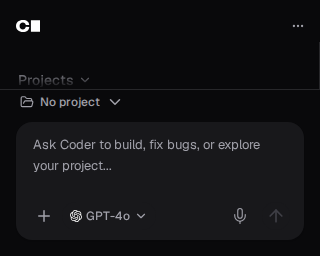 Projects
No project
Ask Coder to build, fix bugs, or explore
your project...
GPT-4o